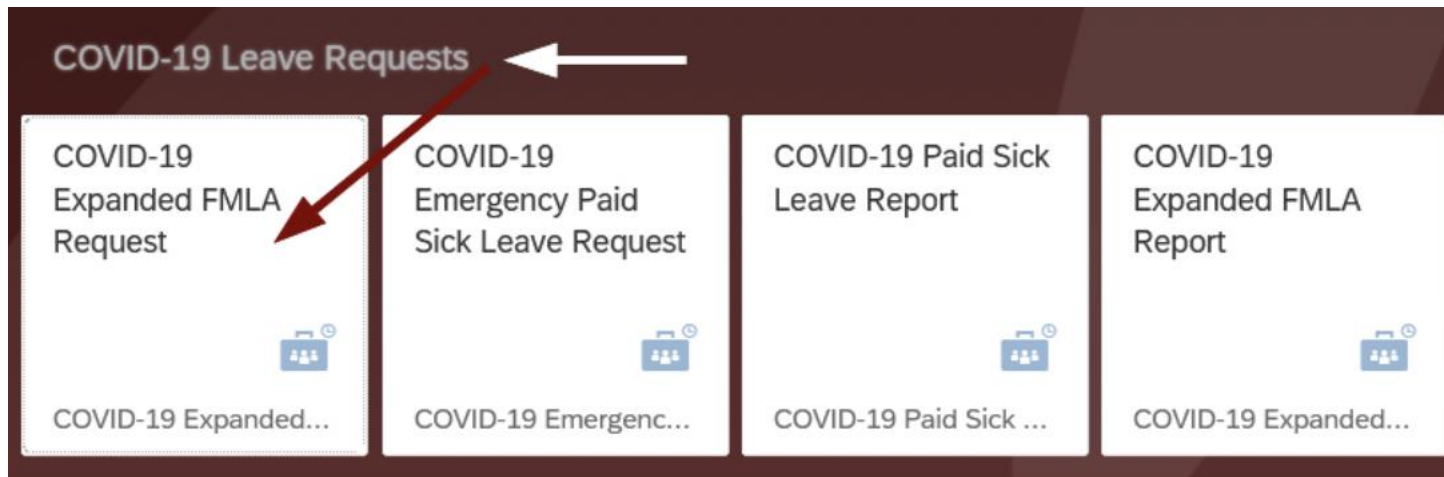 COVID-19 Leave Requests
COVID-19
Expanded FMLA
Request
COVID-19 Expanded...
COVID-19
Emergency Paid
Sick Leave Request
COVID-19 Emergenc...
COVID-19 Paid Sick
Leave Report
COVID-19 Paid Sick ...
COVID-19
Expanded FMLA
Report
COVID-19 Expanded...